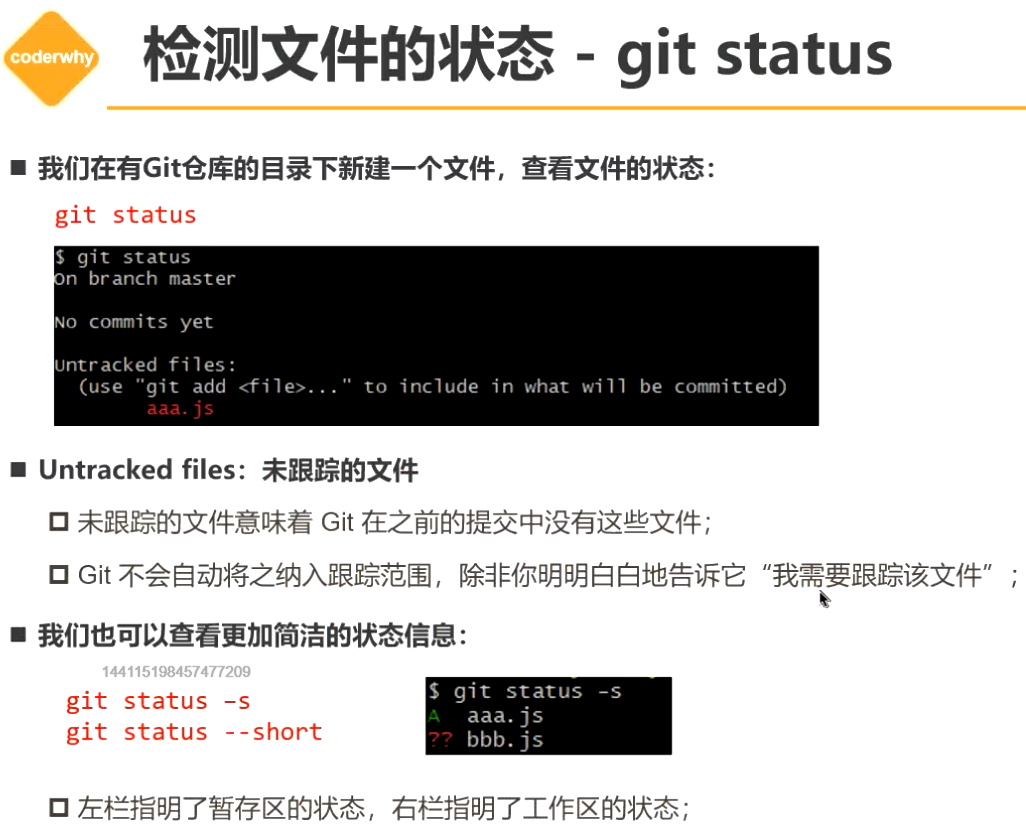 coderwhy
检测文件的状态 - git status
我们在有Git仓库的目录下新建一个文件，查看文件的状态：
git status
$ git status
On branch master
No commits yet
Untracked files:
(use "git add <file>..." to include in what will be committed)
aaa.js
Untracked files：未跟踪的文件
未跟踪的文件意味着 Git 在之前的提交中没有这些文件；
Git 不会自动将之纳入跟踪范围，除非你明明白白地告诉它“我需要跟踪该文件”；
我们也可以查看更加简洁的状态信息：
144115198457477209
git status –s
git status --short
$ git status -s
A aaa.js
?? bbb.js
左栏指明了暂存区的状态，右栏指明了工作区的状态；